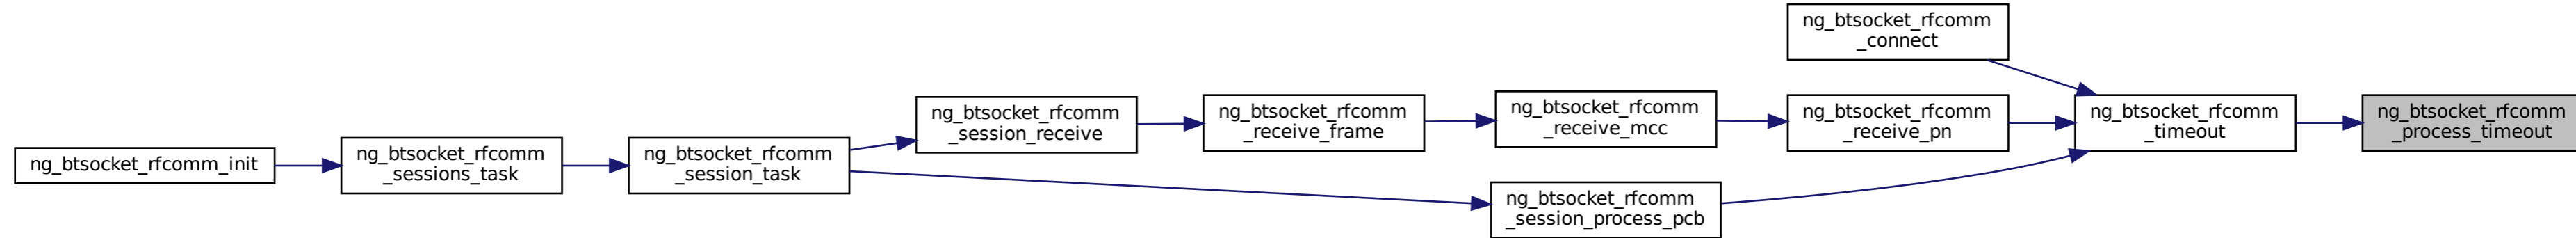 ng_btsocket_rfcomm_init
ng_btsocket_rfcomm
_sessions_task
ng_btsocket_rfcomm
_session_task
ng_btsocket_rfcomm
_session_receive
ng_btsocket_rfcomm
_receive_frame
ng_btsocket_rfcomm
_receive_mcc
ng_btsocket_rfcomm
_session_process_pcb
ng_btsocket_rfcomm
_connect
ng_btsocket_rfcomm
_receive_pn
ng_btsocket_rfcomm
_timeout
ng_btsocket_rfcomm
_process_timeout